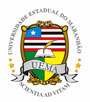 UNIVERSIDADE ESTADUAL DO MARANHÃO
UEMA
SCIENTIA AD VITAM